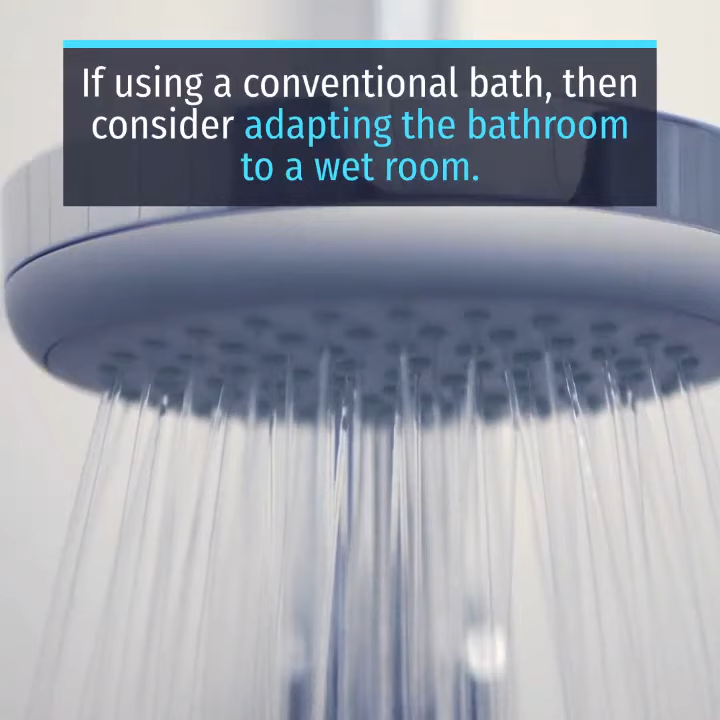 If using a conventional bath, then
consider adapting the bathroom
to a wet room.